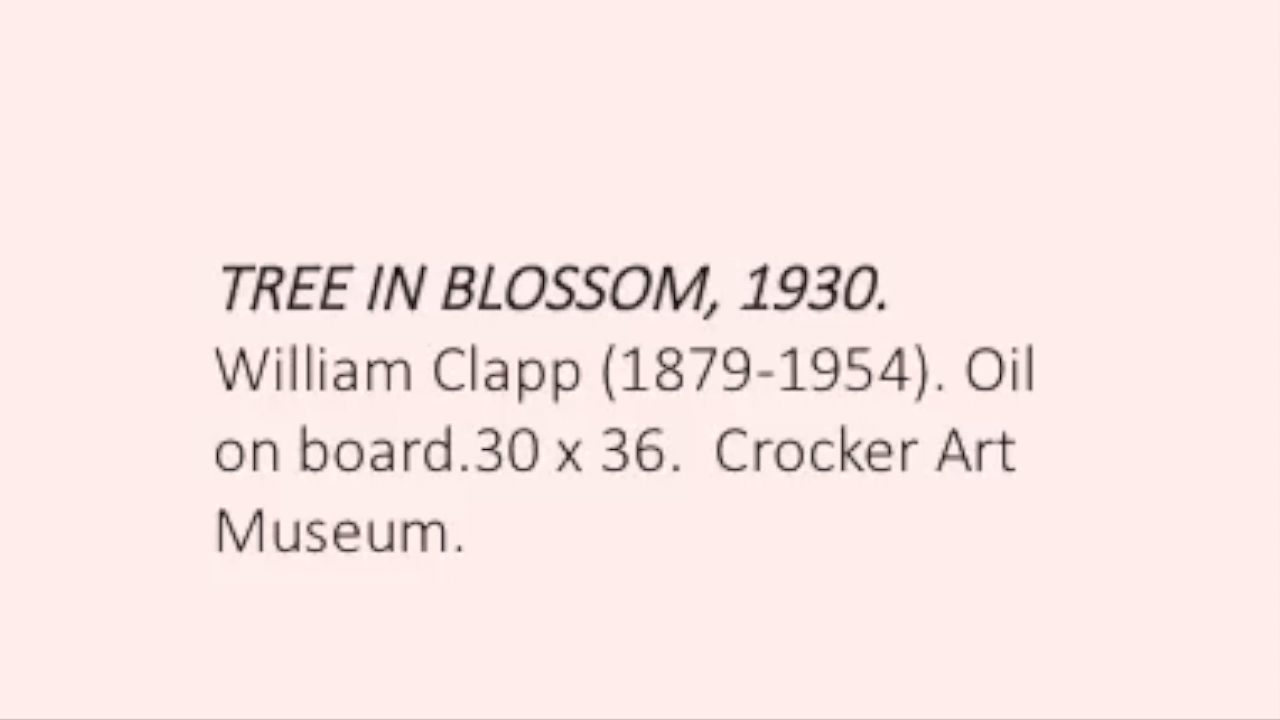 TREE IN BLOSSOM, 1930.
William Clapp (1879-1954). Oil
on board.30 x 36.  Crocker Art
Museum.